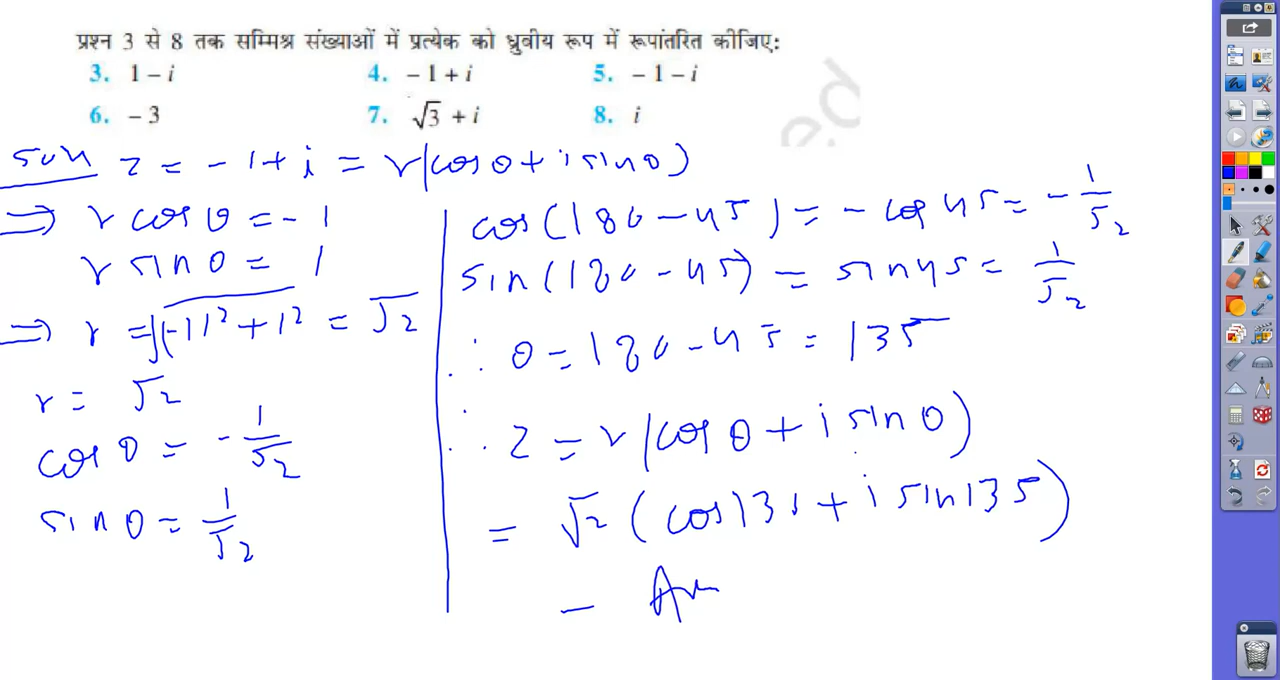 प्रश्न 3 से 8 तक सम्मिश्र संख्याओं में प्रत्येक को ध्रुवीय रूप में रूपांतरित कीजिए:
3. 1 – i 4. – 1 + i 5. – 1 – i
6. – 3 7. √3 + i 8. i
z = -1 + i = r(cos θ + i sin θ)
⇒ r cos θ = -1
r sin θ = 1
⇒ r = √(-1)² + 1² = √2
r = √2
cos θ = - 1/√2
sin θ = 1/√2
cos(180 - 45) = - cos 45 = - 1/√2
sin(180 - 45) = sin 45 = 1/√2
∴ θ = 180 - 45 = 135
∴ z = r(cos θ + i sin θ)
= √2 (cos 135 + i sin 135)
- Ans